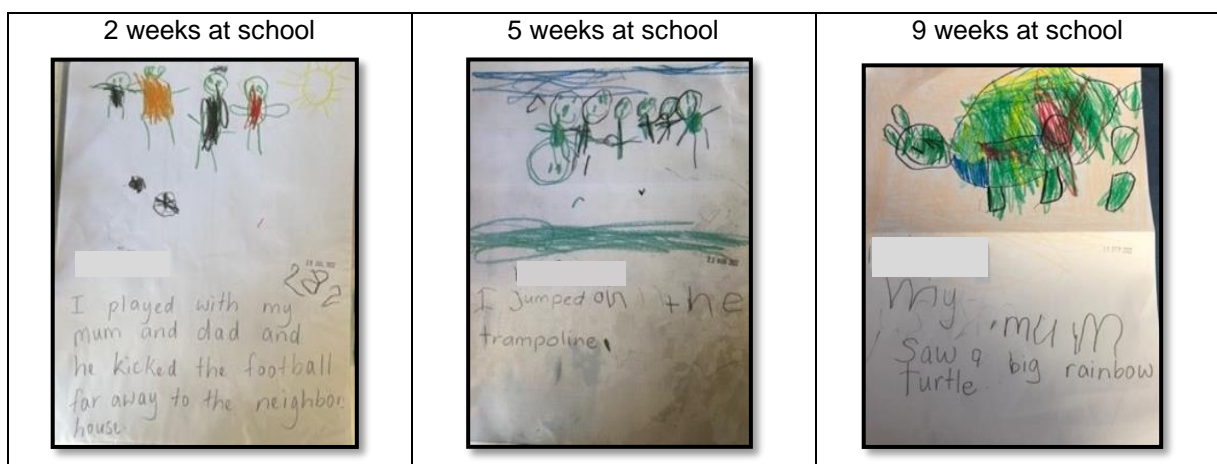 2 weeks at school
5 weeks at school
9 weeks at school
282
I played with my
mum and dad and
he kicked the football
far away to the neighbor
house.
I jumped on the
trampoline
My mum
saw a big rainbow
Turtle